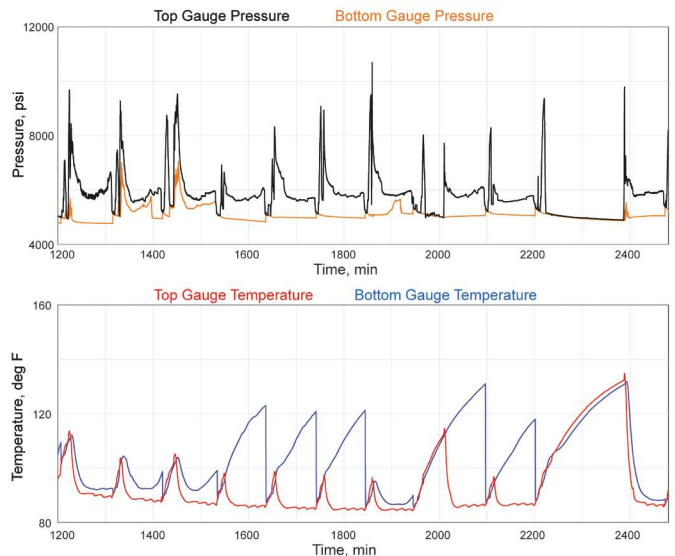 Top Gauge Pressure Bottom Gauge Pressure
12000
8000
4000
Pressure, psi
1200 1400 1600 1800 2000 2200 2400
Time, min
Top Gauge Temperature Bottom Gauge Temperature
160
120
80
Temperature, deg F
1200 1400 1600 1800 2000 2200 2400
Time, min